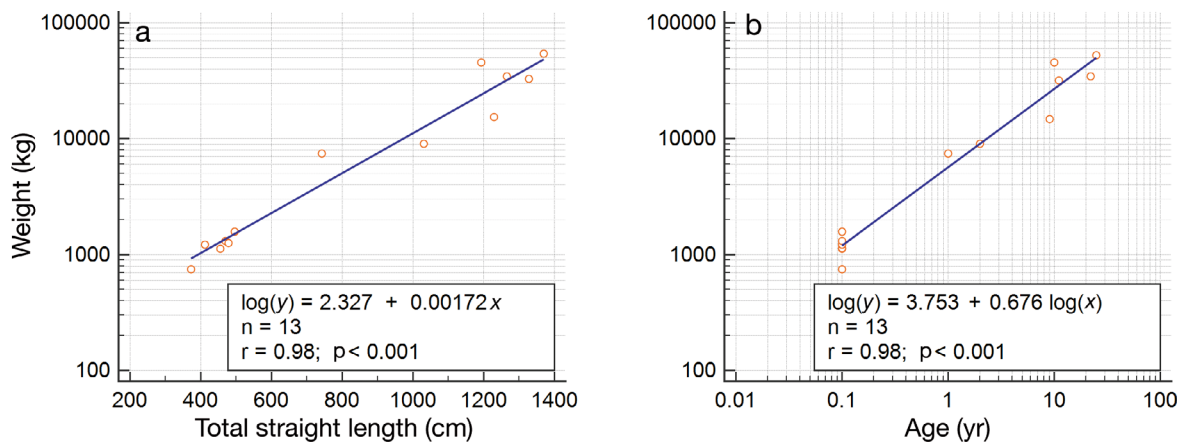 a
Weight (kg)
100000
10000
1000
100
log(y) = 2.327 + 0.00172x
n = 13
r = 0.98; p< 0.001
200 400 600 800 1000 1200 1400
Total straight length (cm)
b
100000
10000
1000
100
log(y) = 3.753 + 0.676 log(x)
n = 13
r = 0.98; p< 0.001
0.01 0.1 1 10 100
Age (yr)